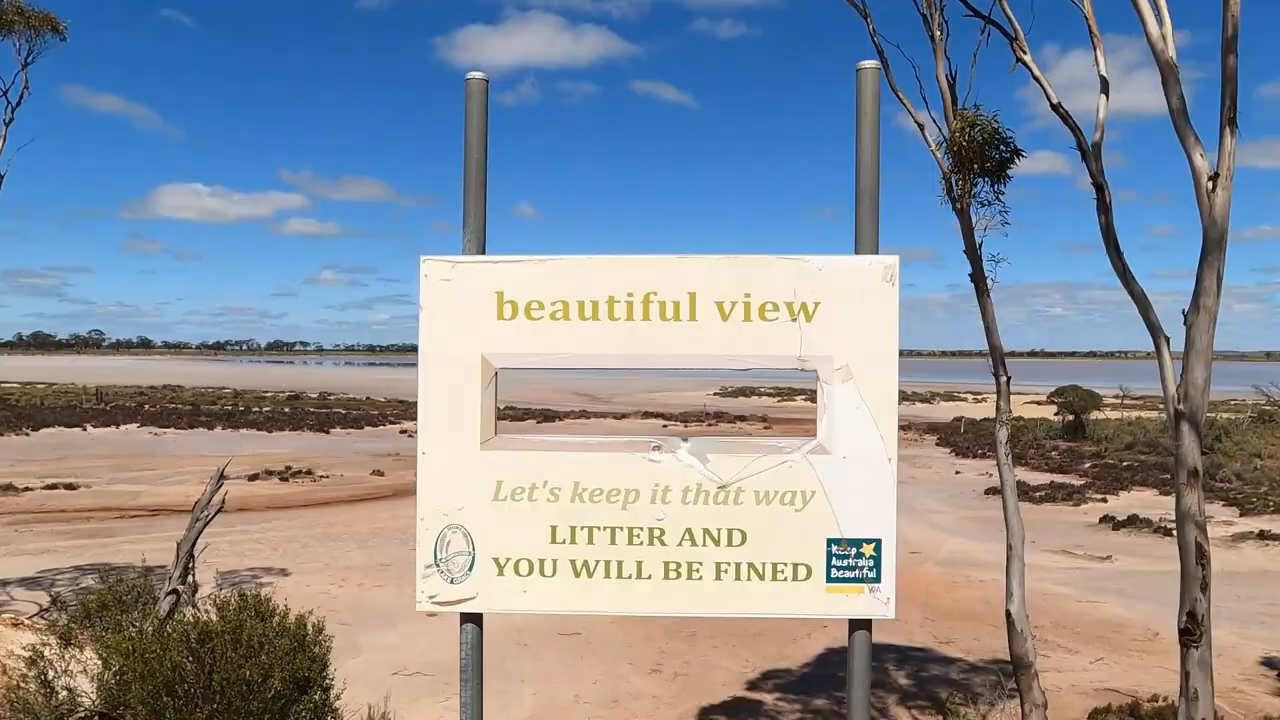 beautiful view
Let's keep it that way
LITTER AND
YOU WILL BE FINED
Keep
Australia
Beautiful
WA